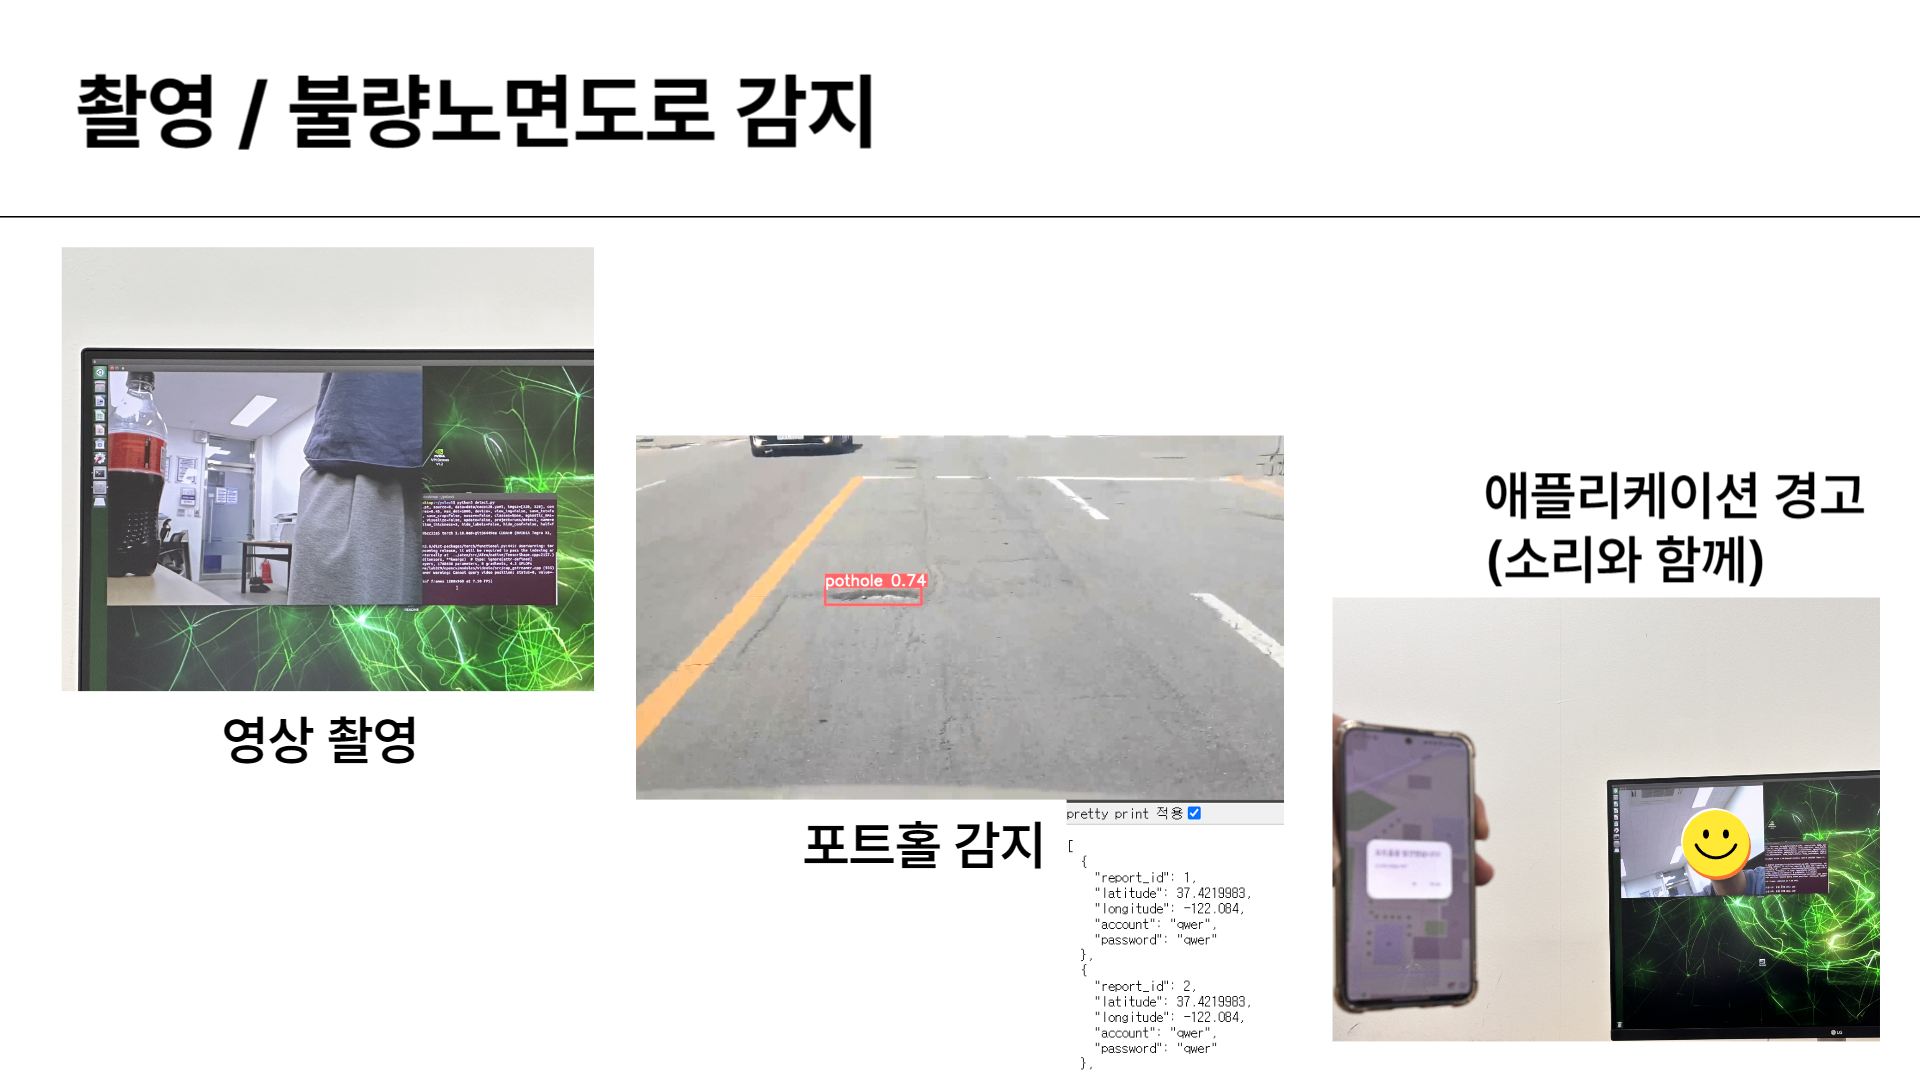 촬영 / 불량노면도로 감지
영상 촬영
pothole 0.74
포트홀 감지
pretty print 적용
[
{
"report_id": 1,
"latitude": 37.4219983,
"longitude": -122.084,
"account": "qwer",
"password": "qwer"
},
{
"report_id": 2,
"latitude": 37.4219983,
"longitude": -122.084,
"account": "qwer",
"password": "qwer"
},
애플리케이션 경고
(소리와 함께)
LG